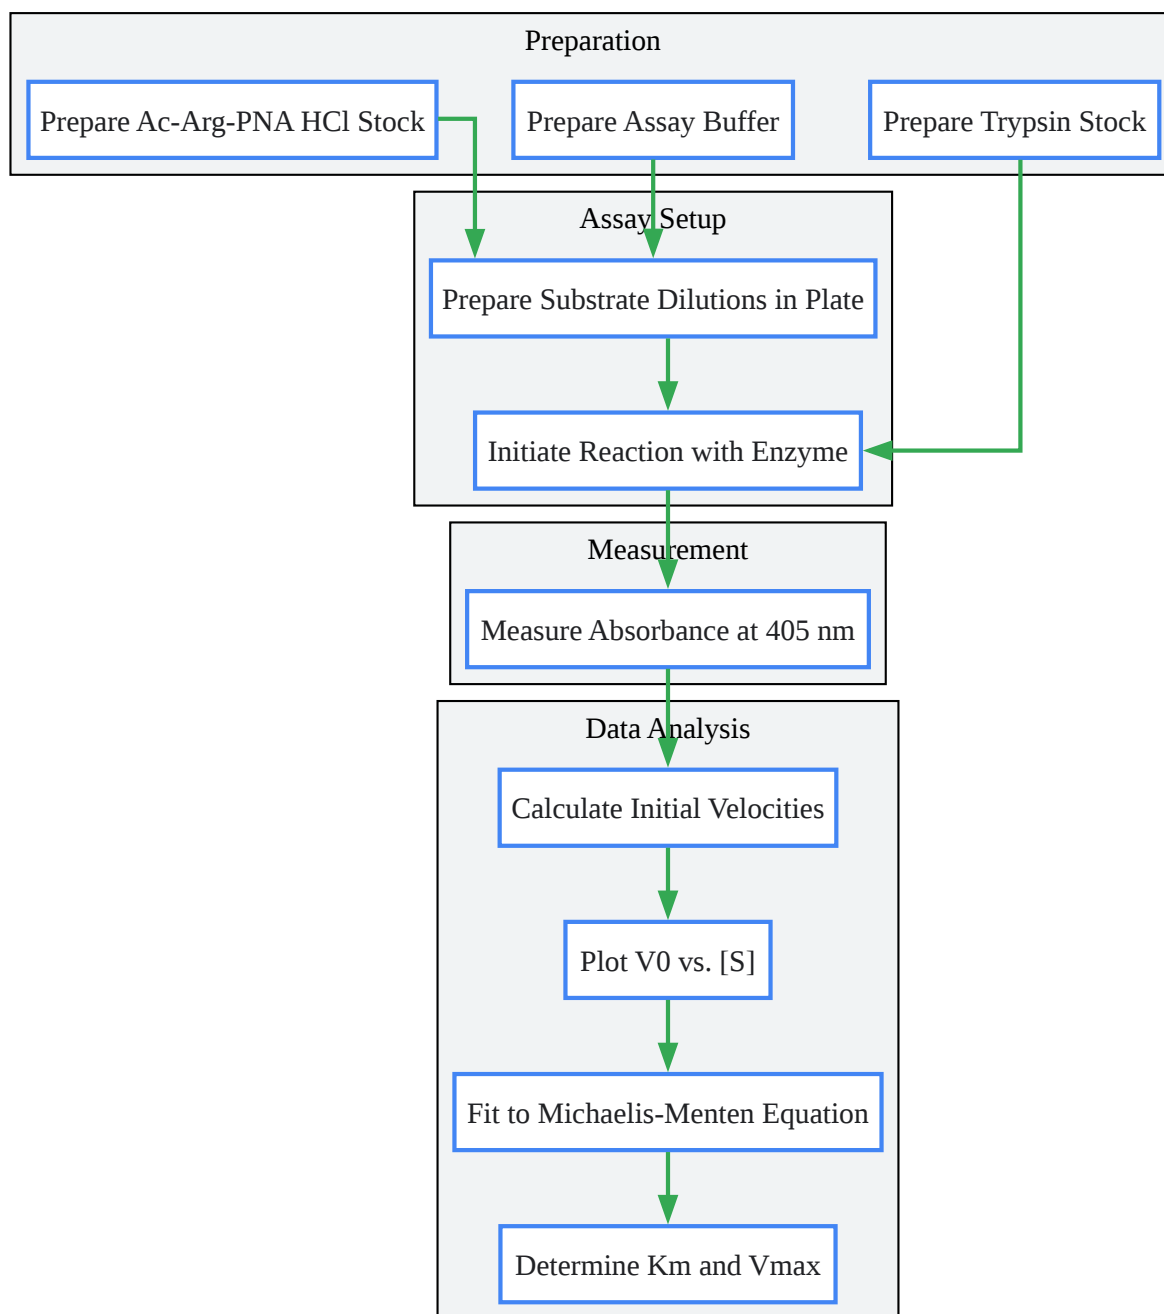 Preparation
Prepare Ac-Arg-PNA HCl Stock
Prepare Assay Buffer
Prepare Trypsin Stock
Assay Setup
Prepare Substrate Dilutions in Plate
Initiate Reaction with Enzyme
Measurement
Measure Absorbance at 405 nm
Data Analysis
Calculate Initial Velocities
Plot V0 vs. [S]
Fit to Michaelis-Menten Equation
Determine Km and Vmax